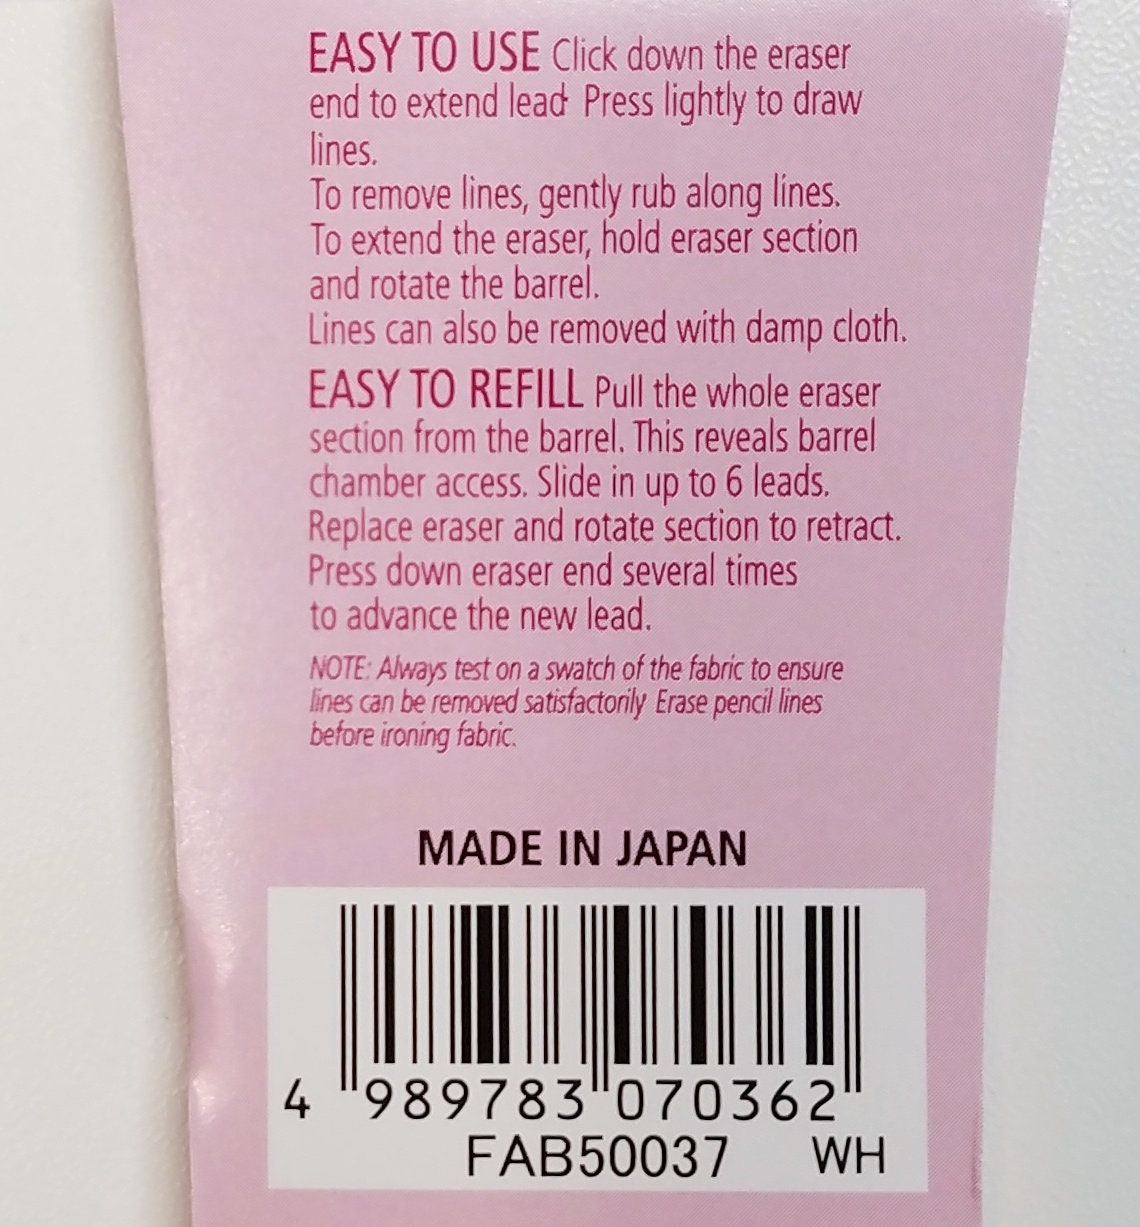 EASY TO USE Click down the eraser
end to extend lead Press lightly to draw
lines.
To remove lines, gently rub along lines.
To extend the eraser, hold eraser section
and rotate the barrel.
Lines can also be removed with damp cloth.
EASY TO REFILL Pull the whole eraser
section from the barrel. This reveals barrel
chamber access. Slide in up to 6 leads.
Replace eraser and rotate section to retract.
Press down eraser end several times
to advance the new lead.
NOTE: Always test on a swatch of the fabric to ensure
lines can be removed satisfactorily Erase pencil lines
before ironing fabric.
MADE IN JAPAN
4 989783 070362
FAB50037 WH